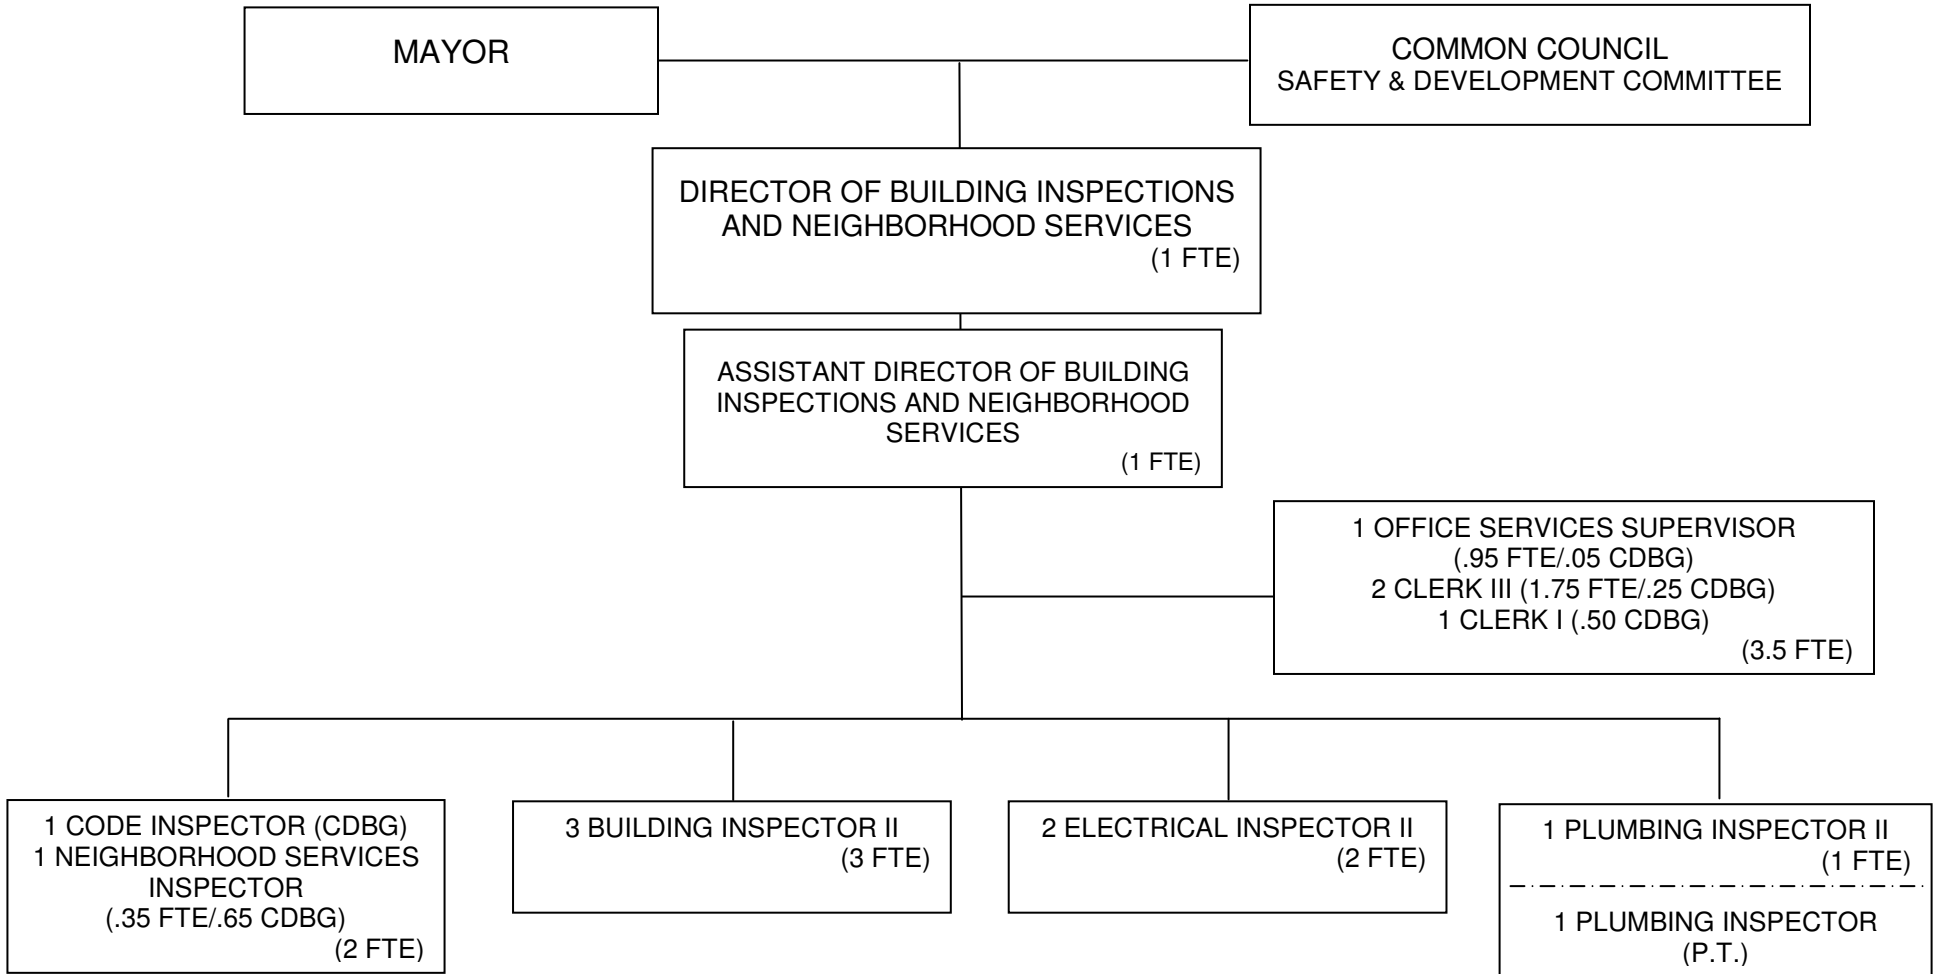 MAYOR
COMMON COUNCIL
SAFETY & DEVELOPMENT COMMITTEE
DIRECTOR OF BUILDING INSPECTIONS
AND NEIGHBORHOOD SERVICES
(1 FTE)
ASSISTANT DIRECTOR OF BUILDING
INSPECTIONS AND NEIGHBORHOOD
SERVICES
(1 FTE)
1 OFFICE SERVICES SUPERVISOR
(.95 FTE/.05 CDBG)
2 CLERK III (1.75 FTE/.25 CDBG)
1 CLERK I (.50 CDBG)
(3.5 FTE)
1 CODE INSPECTOR (CDBG)
1 NEIGHBORHOOD SERVICES
INSPECTOR
(.35 FTE/.65 CDBG)
(2 FTE)
3 BUILDING INSPECTOR II
(3 FTE)
2 ELECTRICAL INSPECTOR II
(2 FTE)
1 PLUMBING INSPECTOR II
(1 FTE)
1 PLUMBING INSPECTOR
(P.T.)